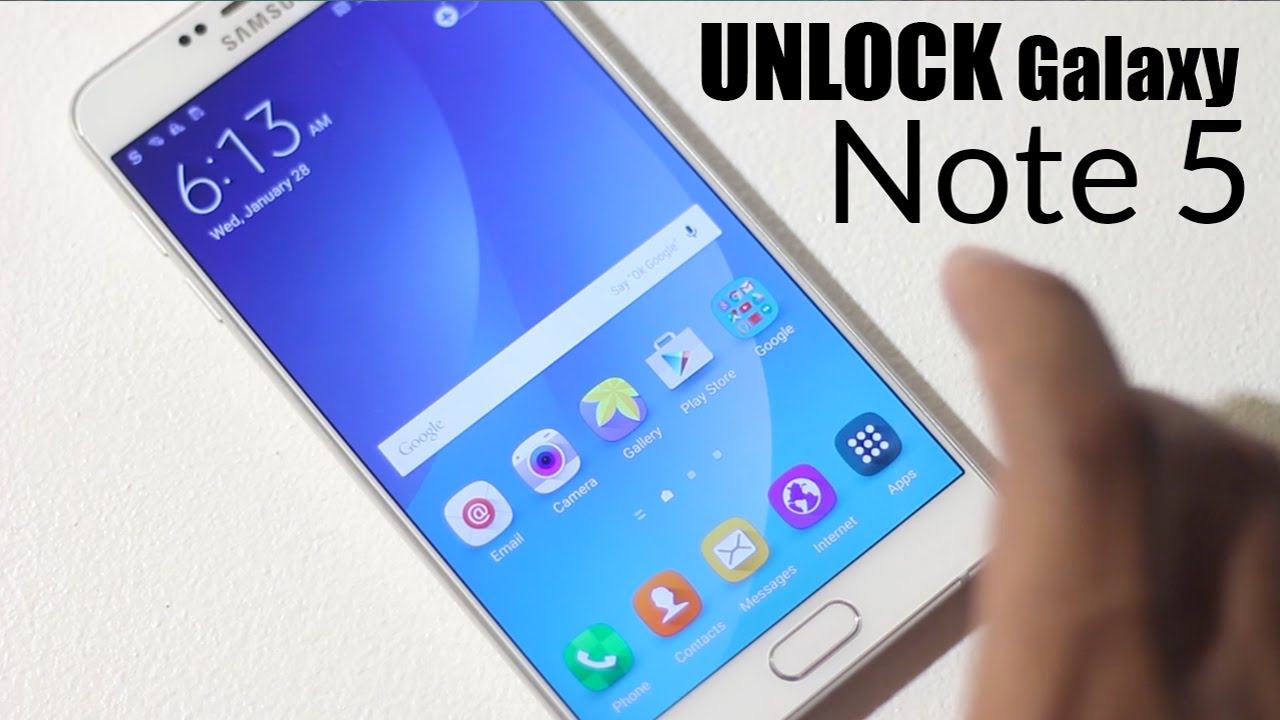 UNLOCK Galaxy
Note 5
SAMSUNG
6:13 AM
Wed, January 28
Google
Say "Ok Google"
Email
Camera
Gallery
Play Store
Google
Phone
Contacts
Messages
Internet
Apps